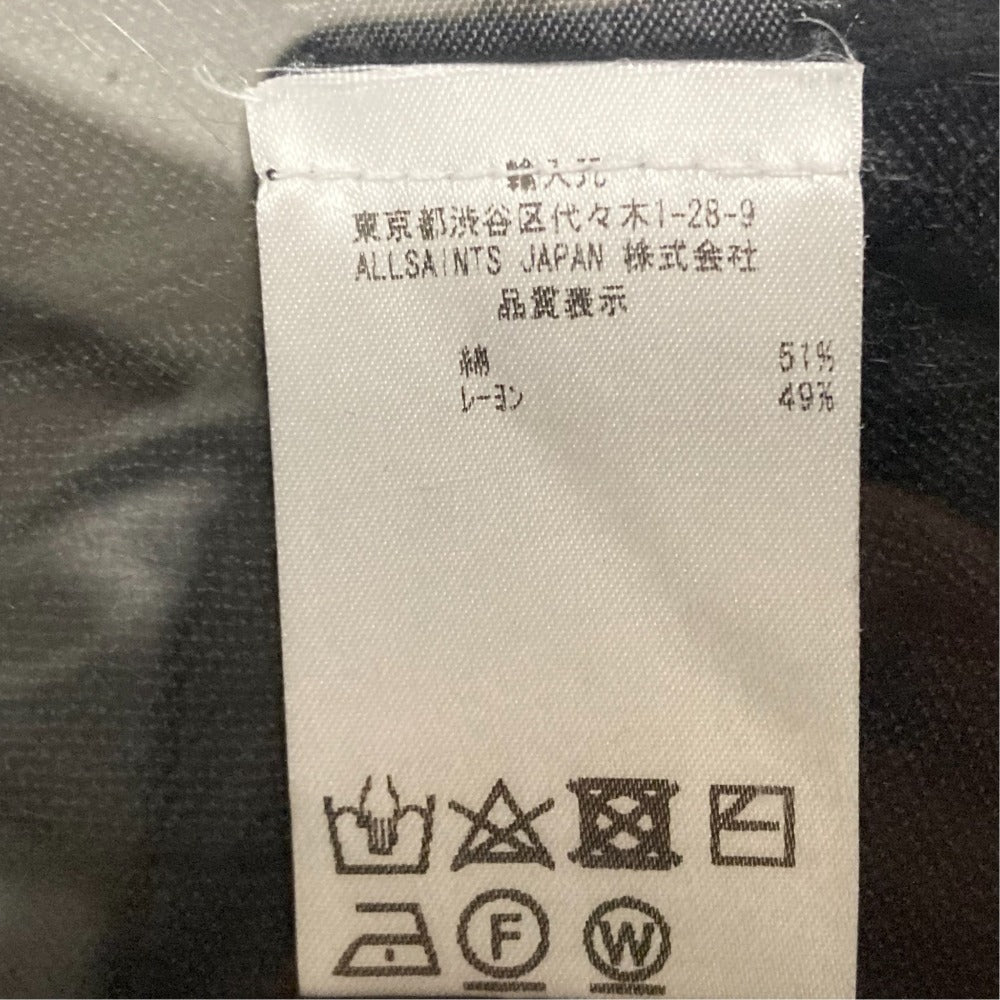 輸入元
東京都渋谷区代々木1-28-9
ALLSAINTS JAPAN 株式会社
品質表示
綿 51%
レーヨン 49%
F W